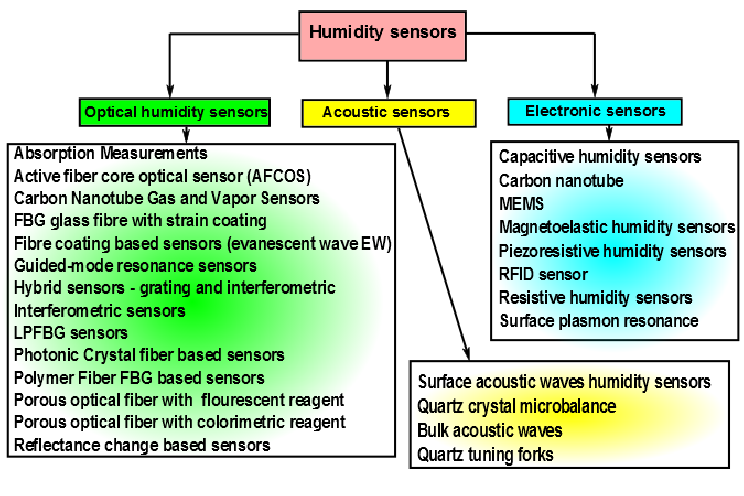 Humidity sensors
Optical humidity sensors
Acoustic sensors
Electronic sensors
Absorption Measurements
Active fiber core optical sensor (AFCOS)
Carbon Nanotube Gas and Vapor Sensors
FBG glass fibre with strain coating
Fibre coating based sensors (evanescent wave EW)
Guided-mode resonance sensors
Hybrid sensors - grating and interferometric
Interferometric sensors
LPFBG sensors
Photonic Crystal fiber based sensors
Polymer Fiber FBG based sensors
Porous optical fiber with flourescent reagent
Porous optical fiber with colorimetric reagent
Reflectance change based sensors
Surface acoustic waves humidity sensors
Quartz crystal microbalance
Bulk acoustic waves
Quartz tuning forks
Capacitive humidity sensors
Carbon nanotube
MEMS
Magnetoelastic humidity sensors
Piezoresistive humidity sensors
RFID sensor
Resistive humidity sensors
Surface plasmon resonance